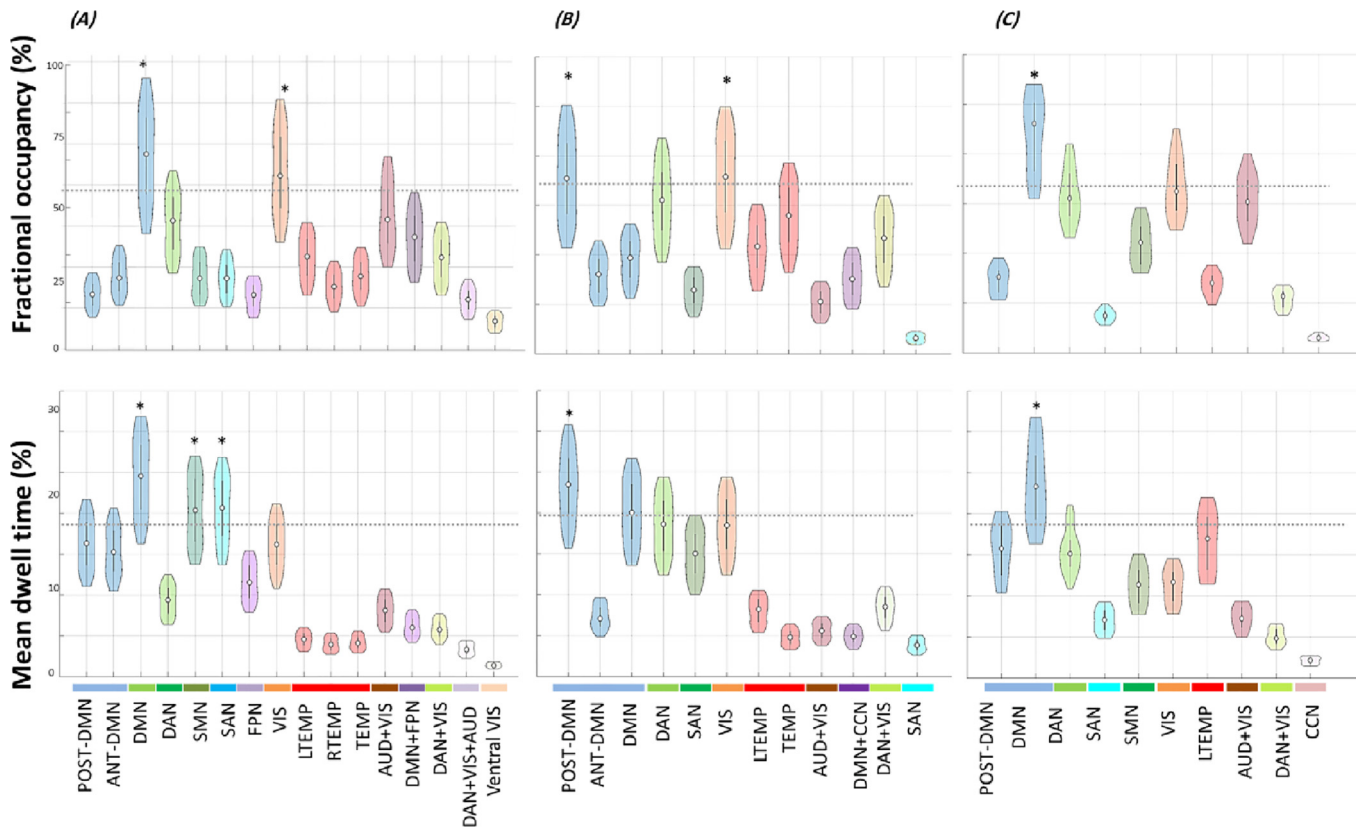 (A)
(B)
(C)
Fractional occupancy (%)
100
75
50
25
0
*
*
*
*
*
Mean dwell time (%)
30
20
10
0
*
*
*
*
*
POST-DMN
ANT-DMN
DMN
DAN
SMN
SAN
FPN
VIS
LTEMP
RTEMP
TEMP
AUD+VIS
DMN+FPN
DAN+VIS
DAN+VIS+AUD
Ventral VIS
POST-DMN
ANT-DMN
DMN
DAN
SAN
VIS
LTEMP
TEMP
AUD+VIS
DMN+CCN
DAN+VIS
SAN
POST-DMN
DMN
DAN
SAN
SMN
VIS
LTEMP
AUD+VIS
DAN+VIS
CCN